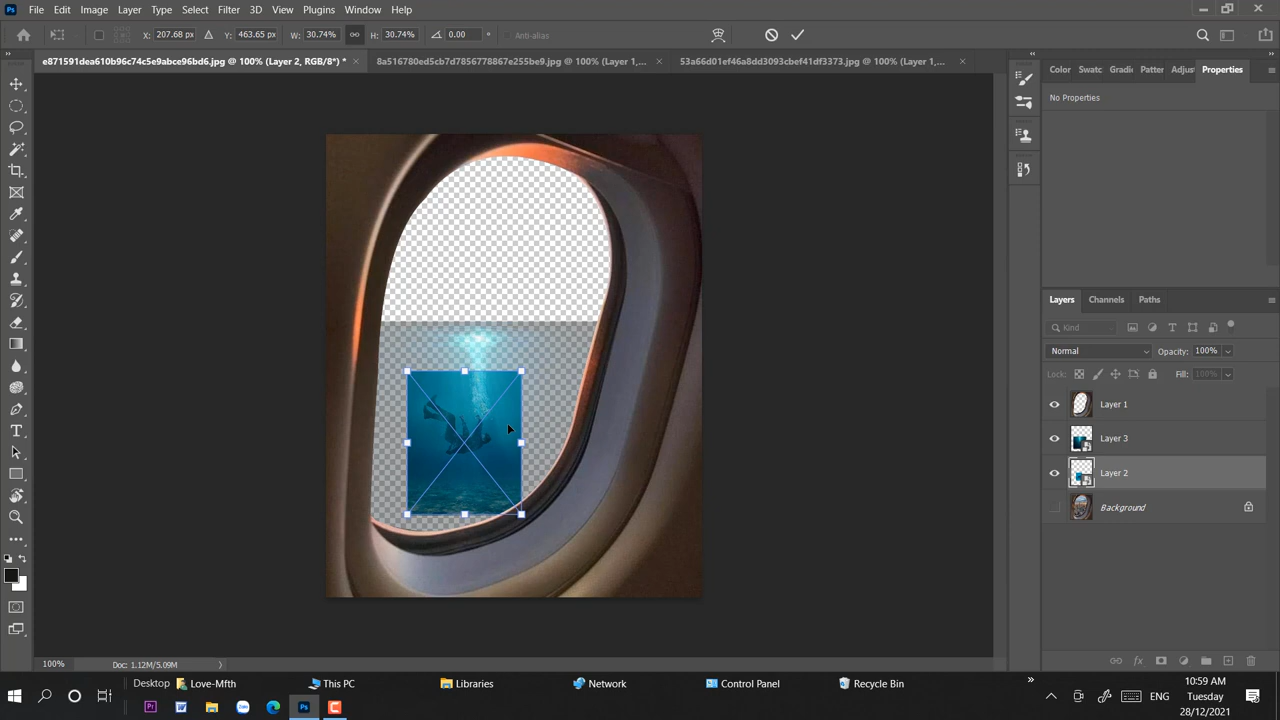 Ps File Edit Image Layer Type Select Filter 3D View Plugins Window Help
X: 207.68 px Y: 463.65 px W: 30.74% H: 30.74% 0.00 ° Anti-alias
e871591dea610b96c74c5e9abce96bd6.jpg @ 100% (Layer 2, RGB/8*) * × 8a516780ed5cb7d7856778867e255be9.jpg @ 100% (Layer 1,... × 53a66d01ef46a8dd3093cbef41df3373.jpg @ 100% (Layer 1,... ×
Color Swatc Gradi Patter Adjus Properties
No Properties
Layers Channels Paths
Kind
Normal Opacity: 100%
Lock: Fill: 100%
Layer 1
Layer 3
Layer 2
Background
100% Doc: 1.12M/5.09M
Desktop Love-Mfth This PC Libraries Network Control Panel Recycle Bin
ENG
10:59 AM
Tuesday
28/12/2021